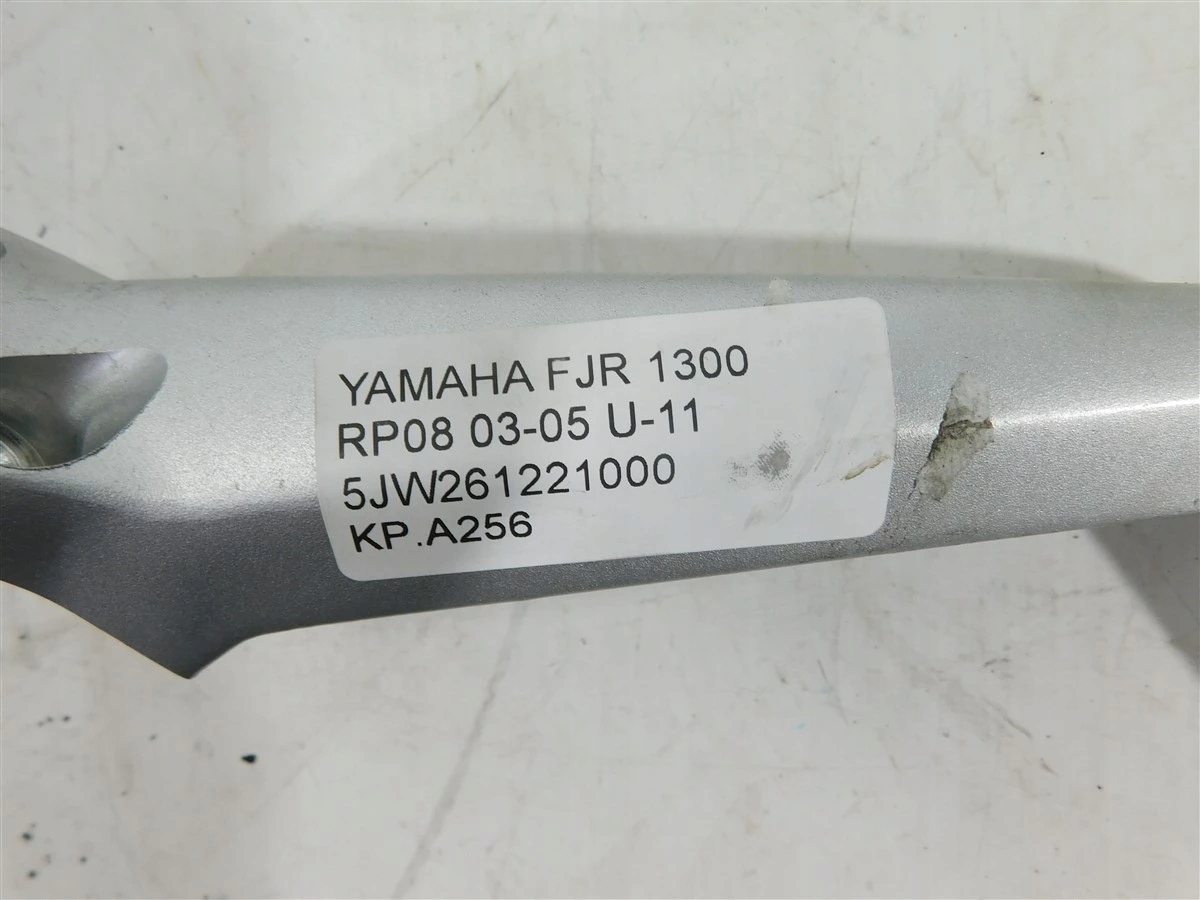 YAMAHA FJR 1300
RP08 03-05 U-11
5JW261221000
KP.A256